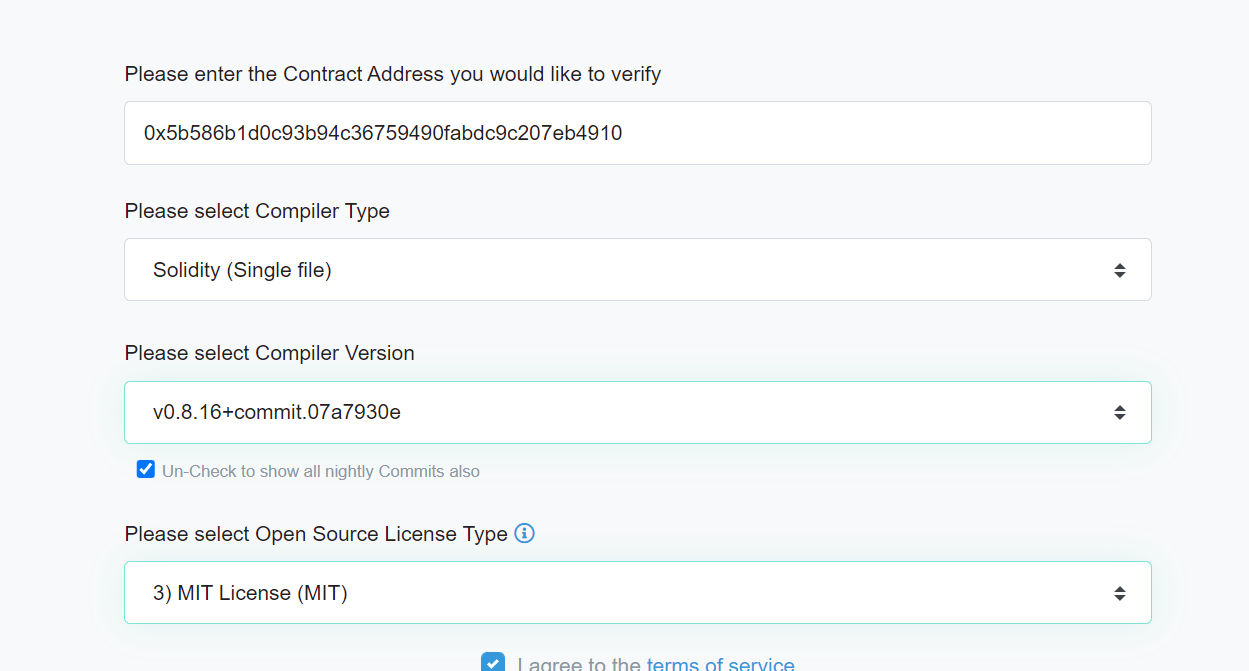 Please enter the Contract Address you would like to verify
0x5b586b1d0c93b94c36759490fabdc9c207eb4910
Please select Compiler Type
Solidity (Single file)
Please select Compiler Version
v0.8.16+commit.07a7930e
Un-Check to show all nightly Commits also
Please select Open Source License Type
3) MIT License (MIT)
I agree to the terms of service